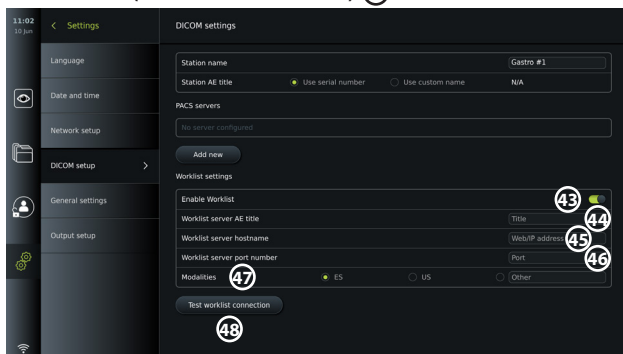 11:02
10 Jun
Settings
DICOM settings
Language
Date and time
Network setup
DICOM setup
General settings
Output setup
Station name Gastro #1
Station AE title Use serial number Use custom name N/A
PACS servers
No server configured
Add new
Worklist settings
Enable Worklist 43
Worklist server AE title Title 44
Worklist server hostname Web/IP address 45
Worklist server port number Port 46
Modalities 47 ES US Other
Test worklist connection
48